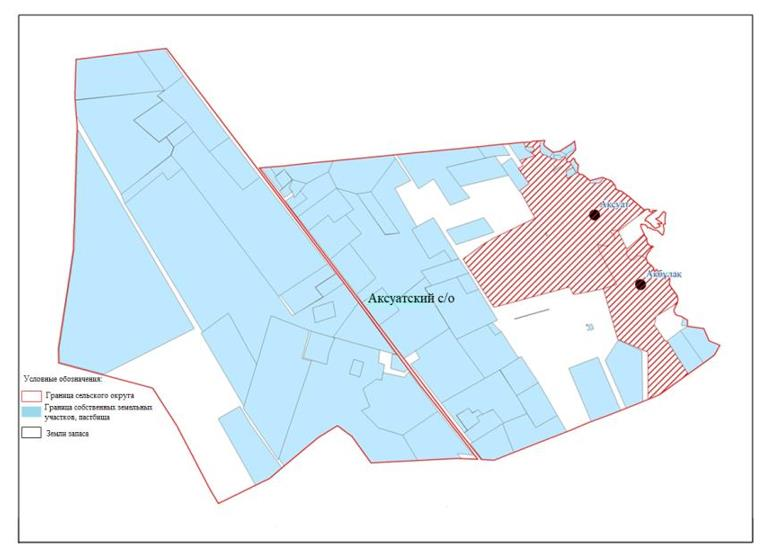 Аксуат
Акбулак
Аксуатский с/о
Условные обозначения:
Граница сельского округа
Граница собственных земельных
участков, пастбища
Земли запаса